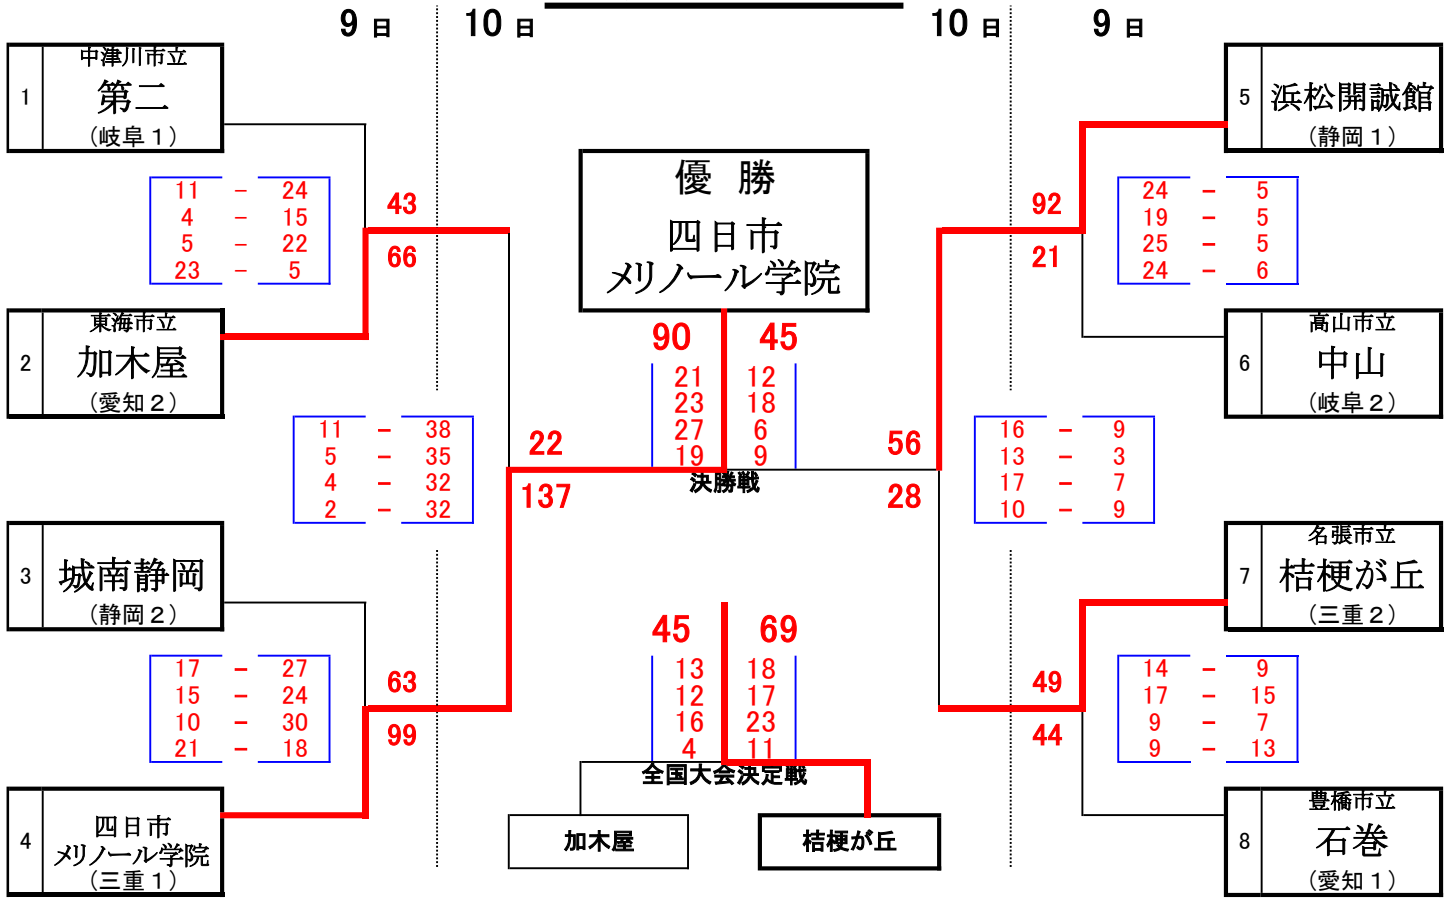 9 日
10 日
10 日
9 日
1
中津川市立
第二
（岐阜１）
11 － 24
4 － 15
5 － 22
23 － 5
43
66
2
東海市立
加木屋
（愛知２）
11 － 38
5 － 35
4 － 32
2 － 32
22
137
3
城南静岡
（静岡２）
17 － 27
15 － 24
10 － 30
21 － 18
63
99
4
四日市
メリノール学院
（三重１）
優 勝
四日市
メリノール学院
90 45
21 12
23 18
27 6
19 9
決勝戦
45 69
13 18
12 17
16 23
4 11
全国大会決定戦
加木屋
桔梗が丘
5
浜松開誠館
（静岡１）
92
21
24 － 5
19 － 5
25 － 5
24 － 6
6
高山市立
中山
（岐阜２）
56
28
16 － 9
13 － 3
17 － 7
10 － 9
7
名張市立
桔梗が丘
（三重２）
49
44
14 － 9
17 － 15
9 － 7
9 － 13
8
豊橋市立
石巻
（愛知１）